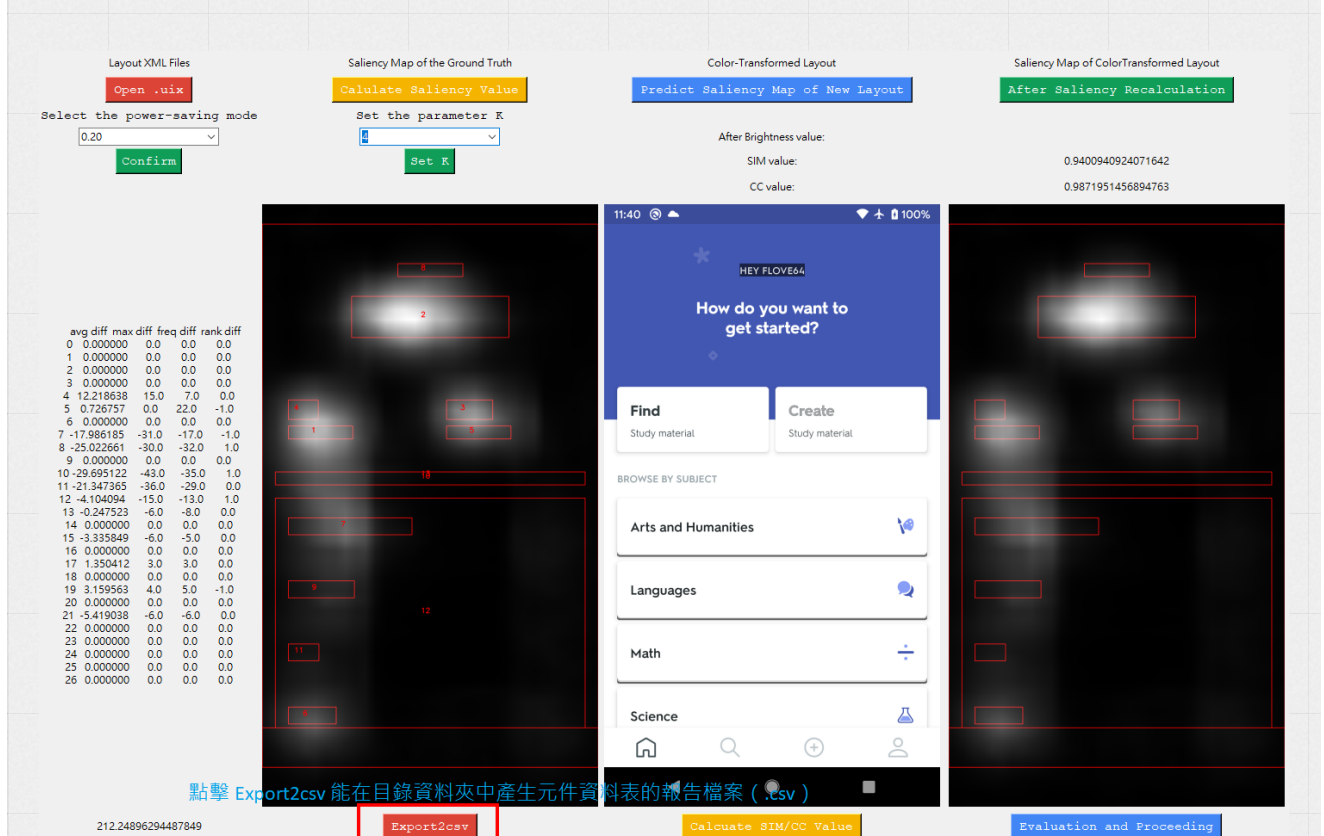 Layout XML Files
Saliency Map of the Ground Truth
Color-Transformed Layout
Saliency Map of ColorTransformed Layout
Open .uix
Calulate Saliency Value
Predict Saliency Map of New Layout
After Saliency Recalculation
Select the power-saving mode
Set the parameter K
0.20
4
After Brightness value:
Confirm
Set K
SIM value:
0.9400940924071642
CC value:
0.9871951456894763
11:40
100%
HEY FLOVE64
How do you want to
get started?
Find
Study material
Create
Study material
BROWSE BY SUBJECT
Arts and Humanities
Languages
Math
Science
avg diff max diff freq diff rank diff
0 0.000000 0.0 0.0 0.0
1 0.000000 0.0 0.0 0.0
2 0.000000 0.0 0.0 0.0
3 0.000000 0.0 0.0 0.0
4 12.218638 15.0 7.0 0.0
5 0.726757 0.0 22.0 -1.0
6 0.000000 0.0 0.0 0.0
7 -17.986185 -31.0 -17.0 -1.0
8 -25.022661 -30.0 -32.0 1.0
9 0.000000 0.0 0.0 0.0
10 -29.695122 -43.0 -35.0 1.0
11 -21.347365 -36.0 -29.0 0.0
12 -4.104094 -15.0 -13.0 1.0
13 -0.247523 -6.0 -8.0 0.0
14 0.000000 0.0 0.0 0.0
15 -3.335849 -6.0 -5.0 0.0
16 0.000000 0.0 0.0 0.0
17 1.350412 3.0 3.0 0.0
18 0.000000 0.0 0.0 0.0
19 3.159563 4.0 5.0 -1.0
20 0.000000 0.0 0.0 0.0
21 -5.419038 -6.0 -6.0 0.0
22 0.000000 0.0 0.0 0.0
23 0.000000 0.0 0.0 0.0
24 0.000000 0.0 0.0 0.0
25 0.000000 0.0 0.0 0.0
26 0.000000 0.0 0.0 0.0
2
1
7
9
12
11
點擊 Export2csv 能在目錄資料夾中產生元件資料表的報告檔案（.csv）
212.24896294487849
Export2csv
Calcuate SIM/CC Value
Evaluation and Proceeding